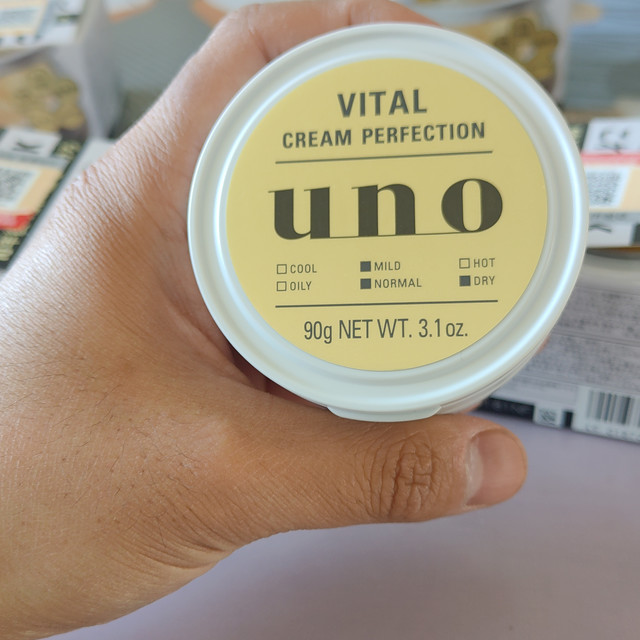 VITAL
CREAM PERFECTION
uno
☐ COOL ■ MILD ☐ HOT
☐ OILY ■ NORMAL ■ DRY
90g NET WT. 3.1 oz.